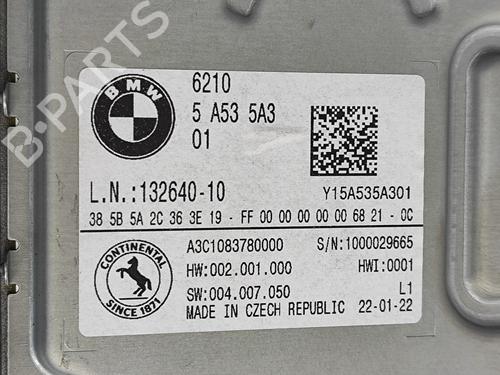 B-PARTS
BMW
6210
5 A53 5A3
01
L.N.:132640-10
Y15A535A301
38 5B 5A 2C 36 3E 19 - FF 00 00 00 00 00 68 21 - 0C
CONTINENTAL
SINCE 1871
A3C1083780000 S/N:1000029665
HW:002.001.000 HWI:0001
SW:004.007.050 L1
MADE IN CZECH REPUBLIC 22-01-22